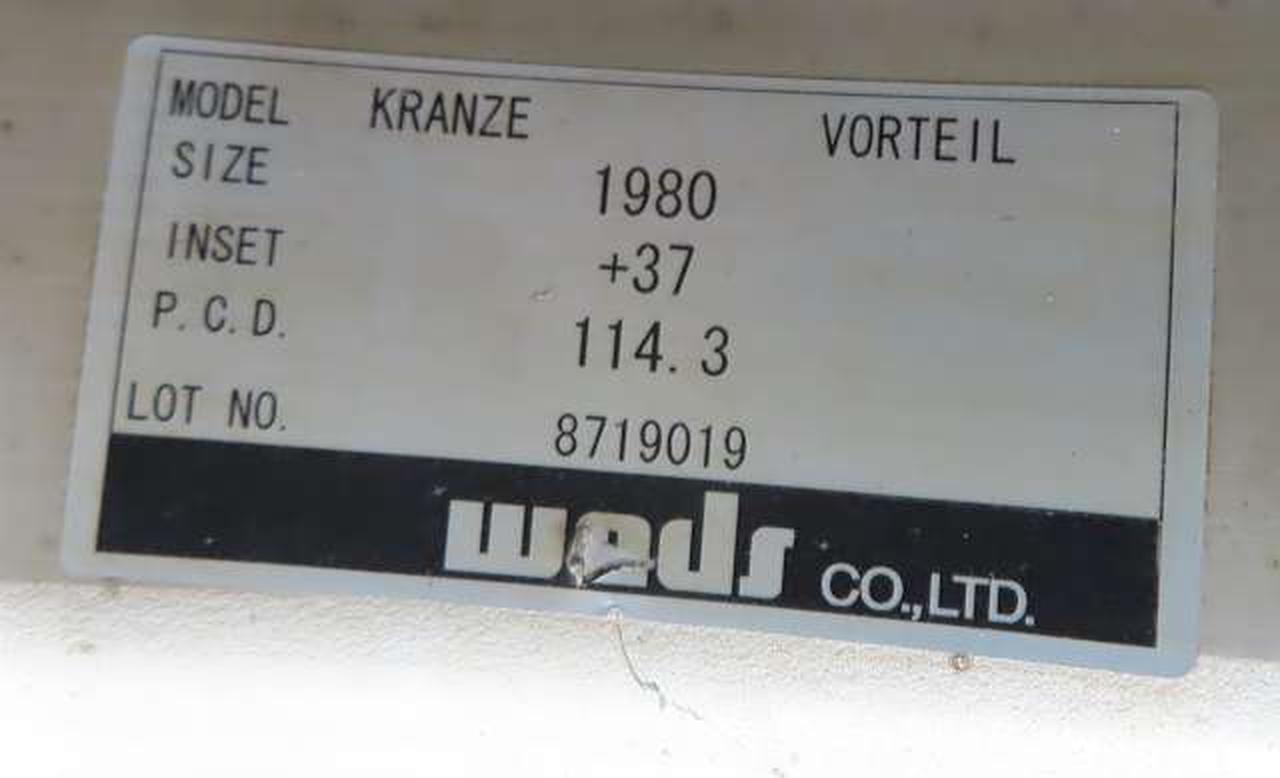 MODEL KRANZE VORTEIL
SIZE 1980
INSET +37
P.C.D. 114.3
LOT NO. 8719019
weds CO.,LTD.